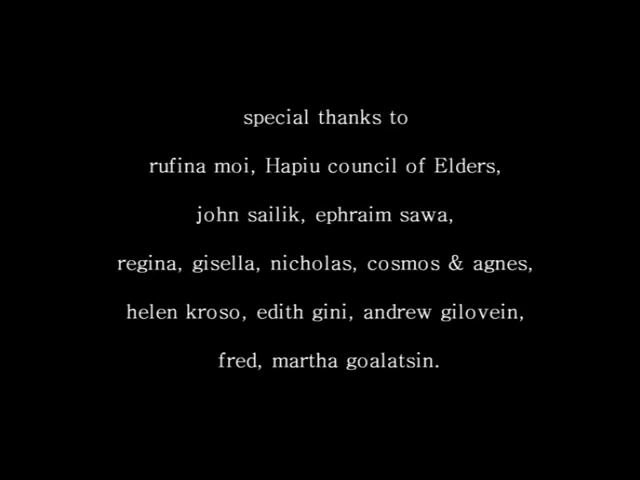 special thanks to
rufina moi, Hapiu council of Elders,
john sailik, ephraim sawa,
regina, gisella, nicholas, cosmos & agnes,
helen kroso, edith gini, andrew gilovein,
fred, martha goalatsin.